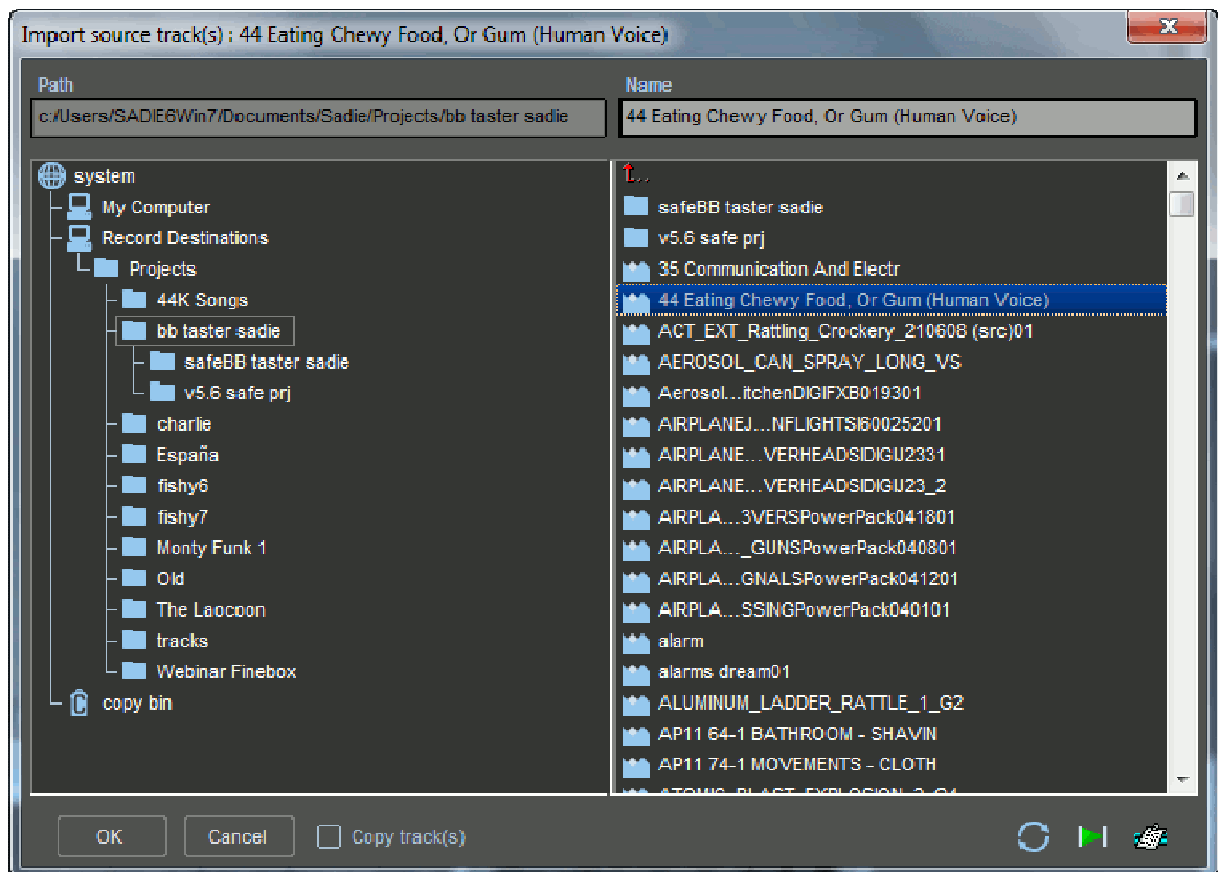 Import source track(s) : 44 Eating Chewy Food, Or Gum (Human Voice)
Path
c:/Users/SADIE6Win7/Documents/Sadie/Projects/bb taster sadie
Name
44 Eating Chewy Food, Or Gum (Human Voice)
system
My Computer
Record Destinations
Projects
44K Songs
bb taster sadie
safeBB taster sadie
v5.6 safe prj
charlie
España
fishy6
fishy7
Monty Funk 1
Old
The Laocoon
tracks
Webinar Finebox
copy bin
..
safeBB taster sadie
v5.6 safe prj
35 Communication And Electr
44 Eating Chewy Food, Or Gum (Human Voice)
ACT_EXT_Rattling_Crockery_210608 (src)01
AEROSOL_CAN_SPRAY_LONG_VS
Aerosol...itchenDIGIFXB019301
AIRPLANEJ...NFLIGHTSI60025201
AIRPLANE...VERHEADSIDIGIJ2331
AIRPLANE...VERHEADSIDIGIJ23_2
AIRPLA...3VERSPowerPack041801
AIRPLA..._GUNSPowerPack040801
AIRPLA...GNALSPowerPack041201
AIRPLA...SSINGPowerPack040101
alarm
alarms dream01
ALUMINUM_LADDER_RATTLE_1_G2
AP11 64-1 BATHROOM - SHAVIN
AP11 74-1 MOVEMENTS - CLOTH
OK
Cancel
Copy track(s)